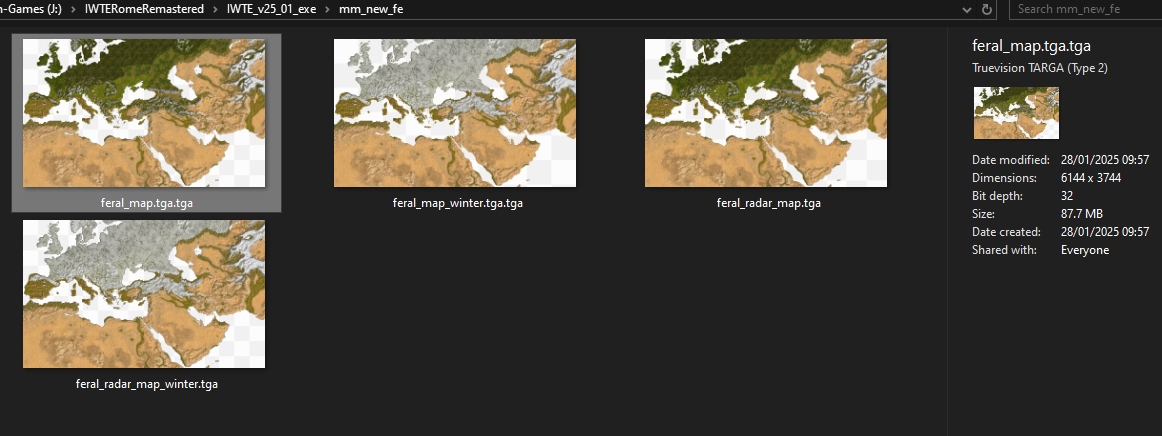 n-Games (J:) > IWTERomeRemastered > IWTE_v25_01_exe > mm_new_fe
Search mm_new_fe
feral_map.tga.tga
feral_map_winter.tga.tga
feral_radar_map.tga
feral_radar_map_winter.tga
feral_map.tga.tga
Truevision TARGA (Type 2)
Date modified: 28/01/2025 09:57
Dimensions: 6144 x 3744
Bit depth: 32
Size: 87.7 MB
Date created: 28/01/2025 09:57
Shared with: Everyone